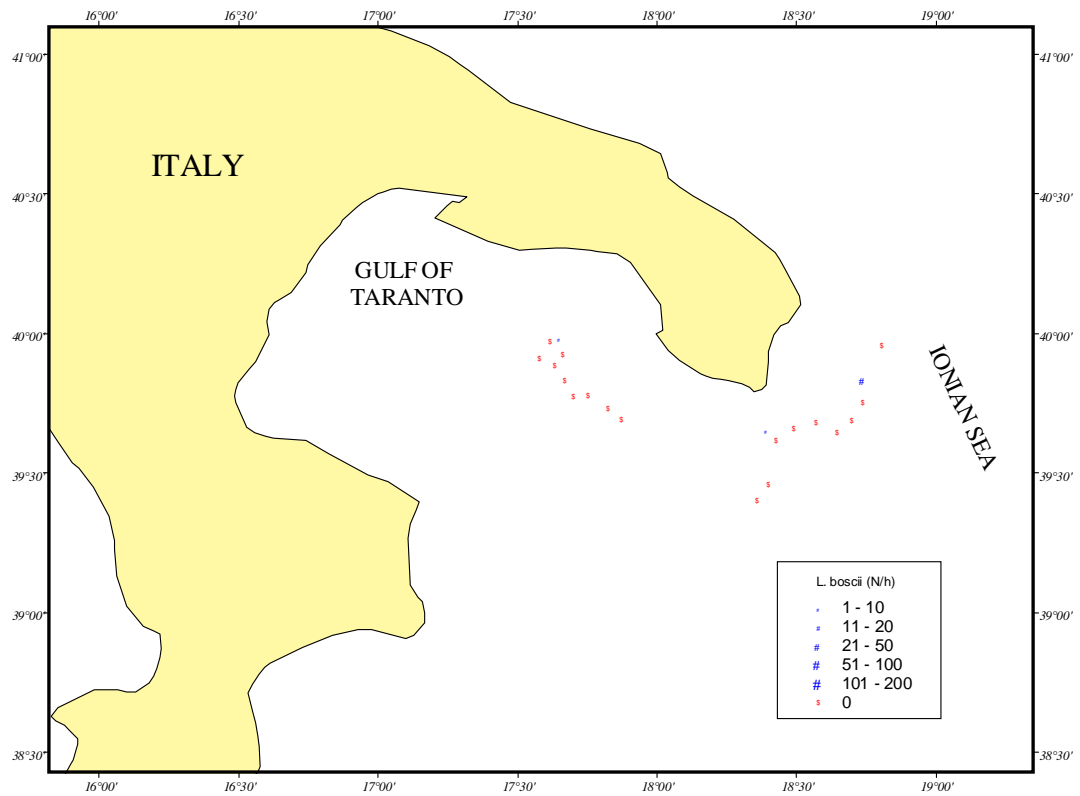 16°00' 16°30' 17°00' 17°30' 18°00' 18°30' 19°00'
41°00' 41°00'
ITALY
40°30' 40°30'
GULF OF
TARANTO
40°00' 40°00'
$ # $ $ $ $ $ $ $ $ $
IONIAN SEA
$ # $ $ # $ $ $ $ $ $ $
39°30' 39°30'
L. boscii (N/h)
# 1 - 10
# 11 - 20
39°00' 39°00'
# 21 - 50
# 51 - 100
# 101 - 200
$ 0
38°30' 38°30'
16°00' 16°30' 17°00' 17°30' 18°00' 18°30' 19°00'